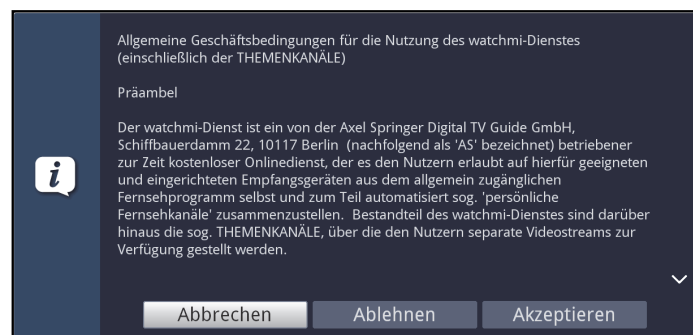 Allgemeine Geschäftsbedingungen für die Nutzung des watchmi-Dienstes
(einschließlich der THEMENKANÄLE)
Präambel
Der watchmi-Dienst ist ein von der Axel Springer Digital TV Guide GmbH,
Schiffbauerdamm 22, 10117 Berlin (nachfolgend als 'AS' bezeichnet) betriebener
zur Zeit kostenloser Onlinedienst, der es den Nutzern erlaubt auf hierfür geeigneten
und eingerichteten Empfangsgeräten aus dem allgemein zugänglichen
Fernsehprogramm selbst und zum Teil automatisiert sog. 'persönliche
Fernsehkanäle' zusammenzustellen. Bestandteil des watchmi-Dienstes sind darüber
hinaus die sog. THEMENKANÄLE, über die den Nutzern separate Videostreams zur
Verfügung gestellt werden.
Abbrechen Ablehnen Akzeptieren